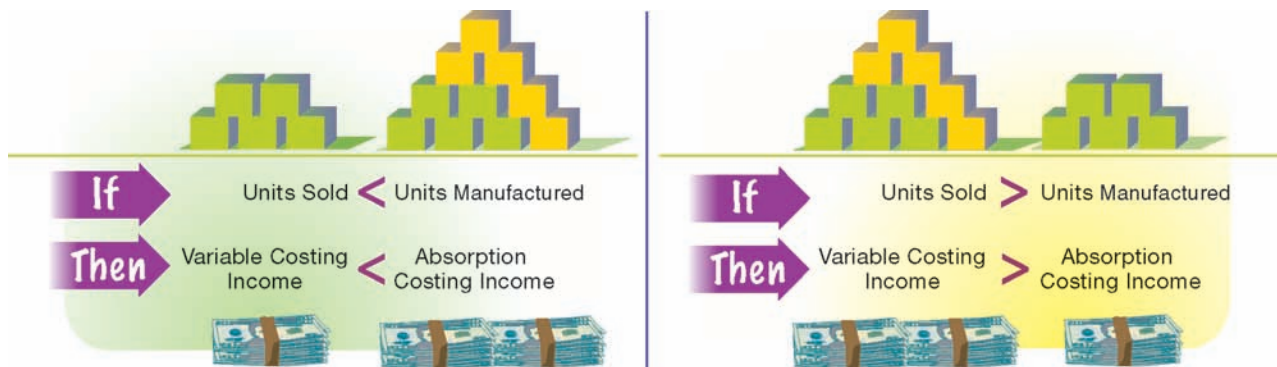 If
Units Sold < Units Manufactured
Then
Variable Costing
Income
<
Absorption
Costing Income
If
Units Sold > Units Manufactured
Then
Variable Costing
Income
>
Absorption
Costing Income